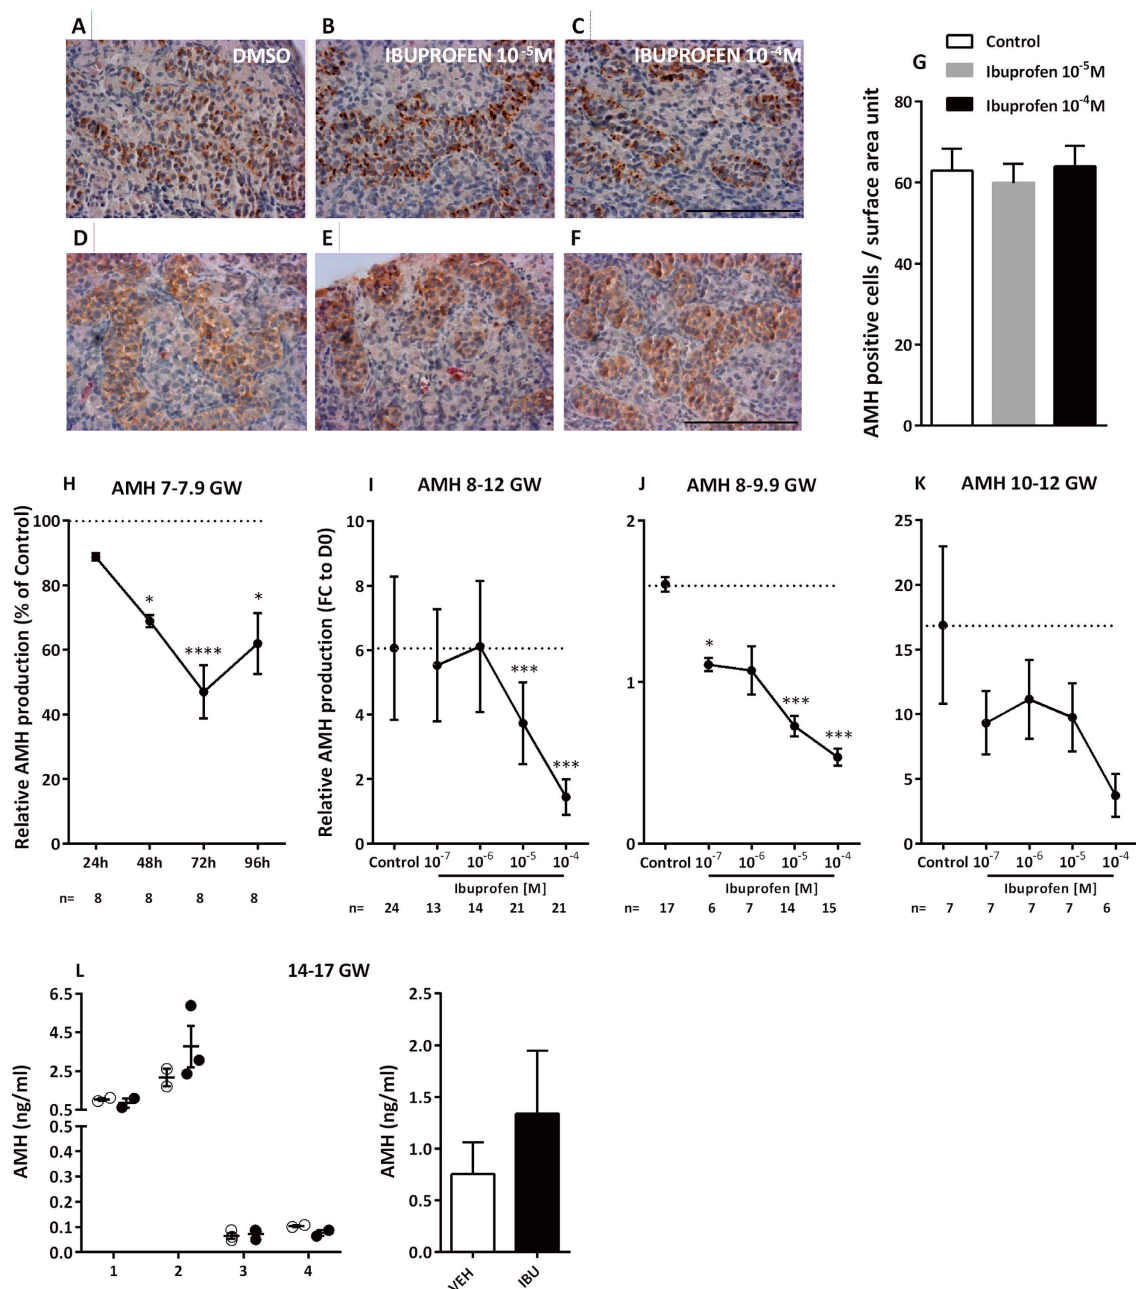 A
B
C
DMSO
IBUPROFEN 10-5M
IBUPROFEN 10-4M
G
Control
Ibuprofen 10-5M
Ibuprofen 10-4M
AMH positive cells / surface area unit
80
60
40
20
0
D
E
F
H
AMH 7-7.9 GW
Relative AMH production (% of Control)
100
80
60
40
20
0
*
****
*
24h 48h 72h 96h
n= 8 8 8 8
I
AMH 8-12 GW
Relative AMH production (FC to D0)
10
8
6
4
2
0
***
***
Control 10-7 10-6 10-5 10-4
Ibuprofen [M]
n= 24 13 14 21 21
J
AMH 8-9.9 GW
2
1
0
*
***
***
Control 10-7 10-6 10-5 10-4
Ibuprofen [M]
n= 17 6 7 14 15
K
AMH 10-12 GW
25
20
15
10
5
0
Control 10-7 10-6 10-5 10-4
Ibuprofen [M]
n= 7 7 7 7 6
L
14-17 GW
AMH (ng/ml)
6.5
4.5
2.5
0.5
0.5
0.4
0.3
0.2
0.1
0.0
1 2 3 4
AMH (ng/ml)
2.5
2.0
1.5
1.0
0.5
0.0
VEH IBU